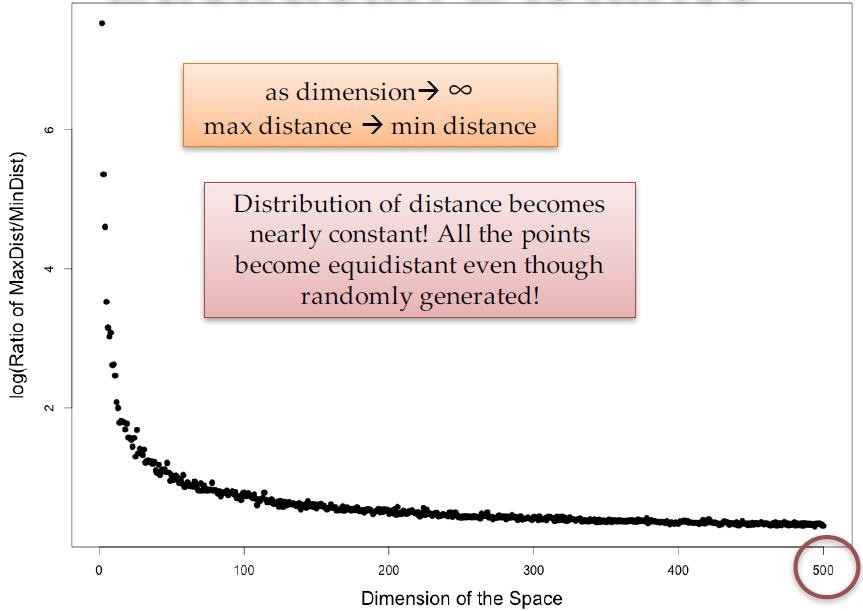 as dimension→ ∞
max distance → min distance
Distribution of distance becomes
nearly constant! All the points
become equidistant even though
randomly generated!
log(Ratio of MaxDist/MinDist)
6
4
2
0
100
200
300
400
500
Dimension of the Space